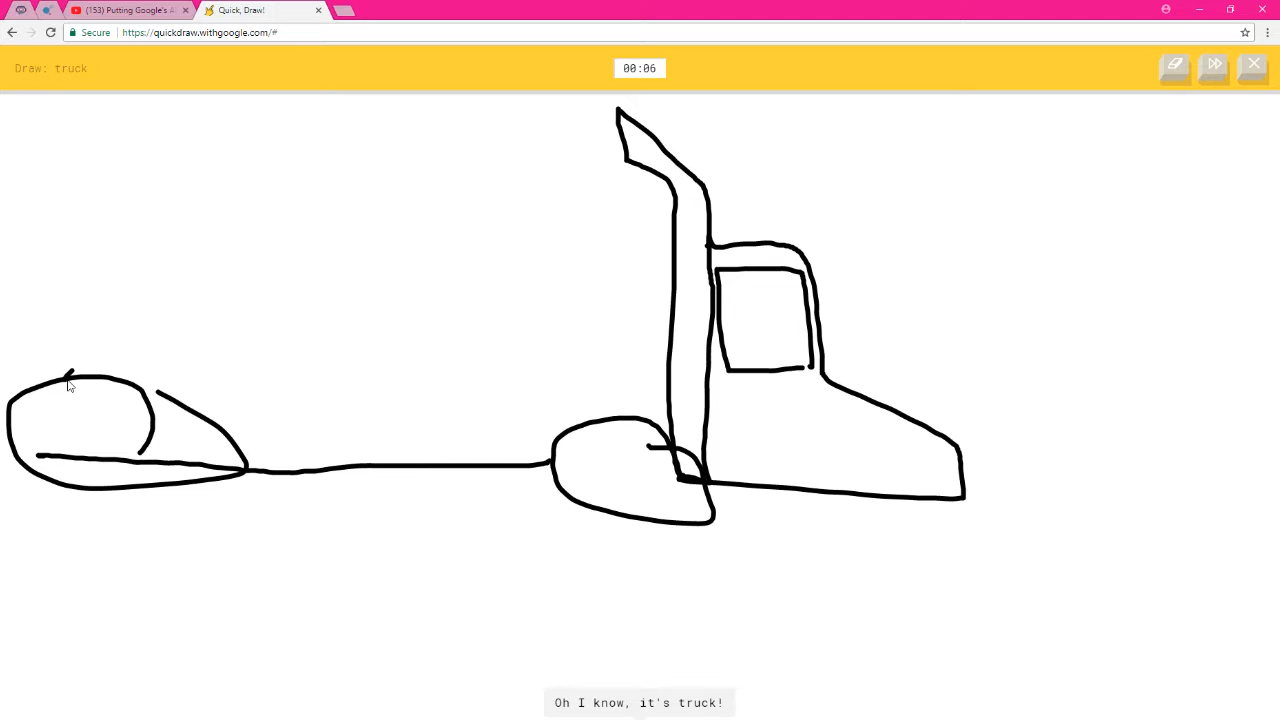 (153) Putting Google's A
Quick, Draw!
Secure
https://quickdraw.withgoogle.com/#
Draw: truck
00:06
Oh I know, it's truck!